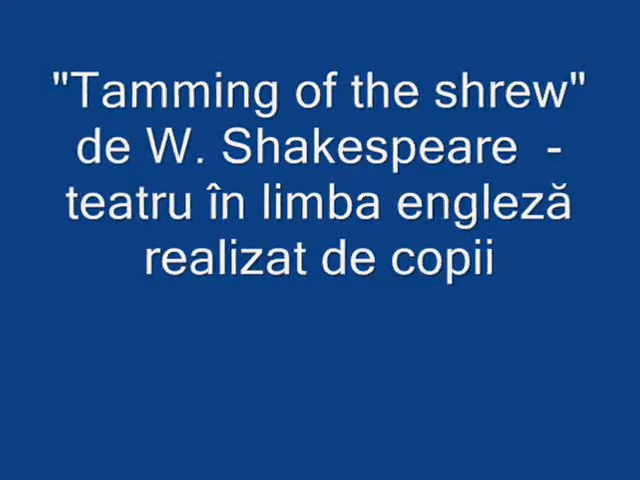 "Tamming of the shrew"
de W. Shakespeare  -
teatru în limba engleză
realizat de copii